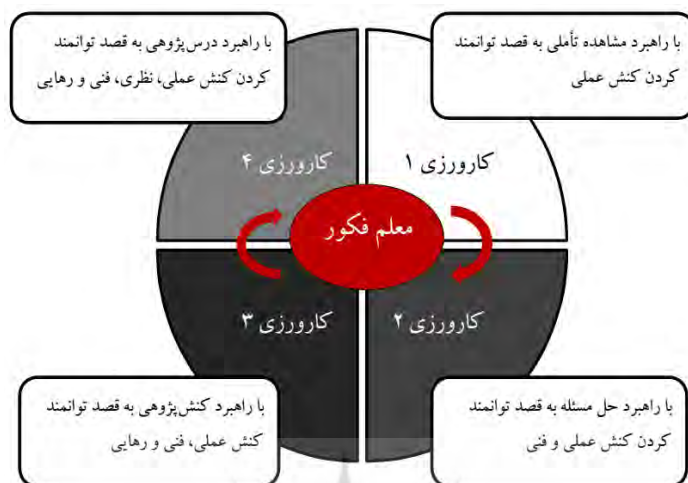 با راهبرد مشاهده تأملی به قصد توانمند
کردن کنش عملی
کارورزی ۱
با راهبرد درس‌پژوهی به قصد توانمند
کردن کنش عملی، نظری، فنی و رهایی
کارورزی ۴
معلم فکور
کارورزی ۲
با راهبرد حل مسئله به قصد توانمند
کردن کنش عملی و فنی
کارورزی ۳
با راهبرد کنش‌پژوهی به قصد توانمند
کنش عملی، فنی و رهایی